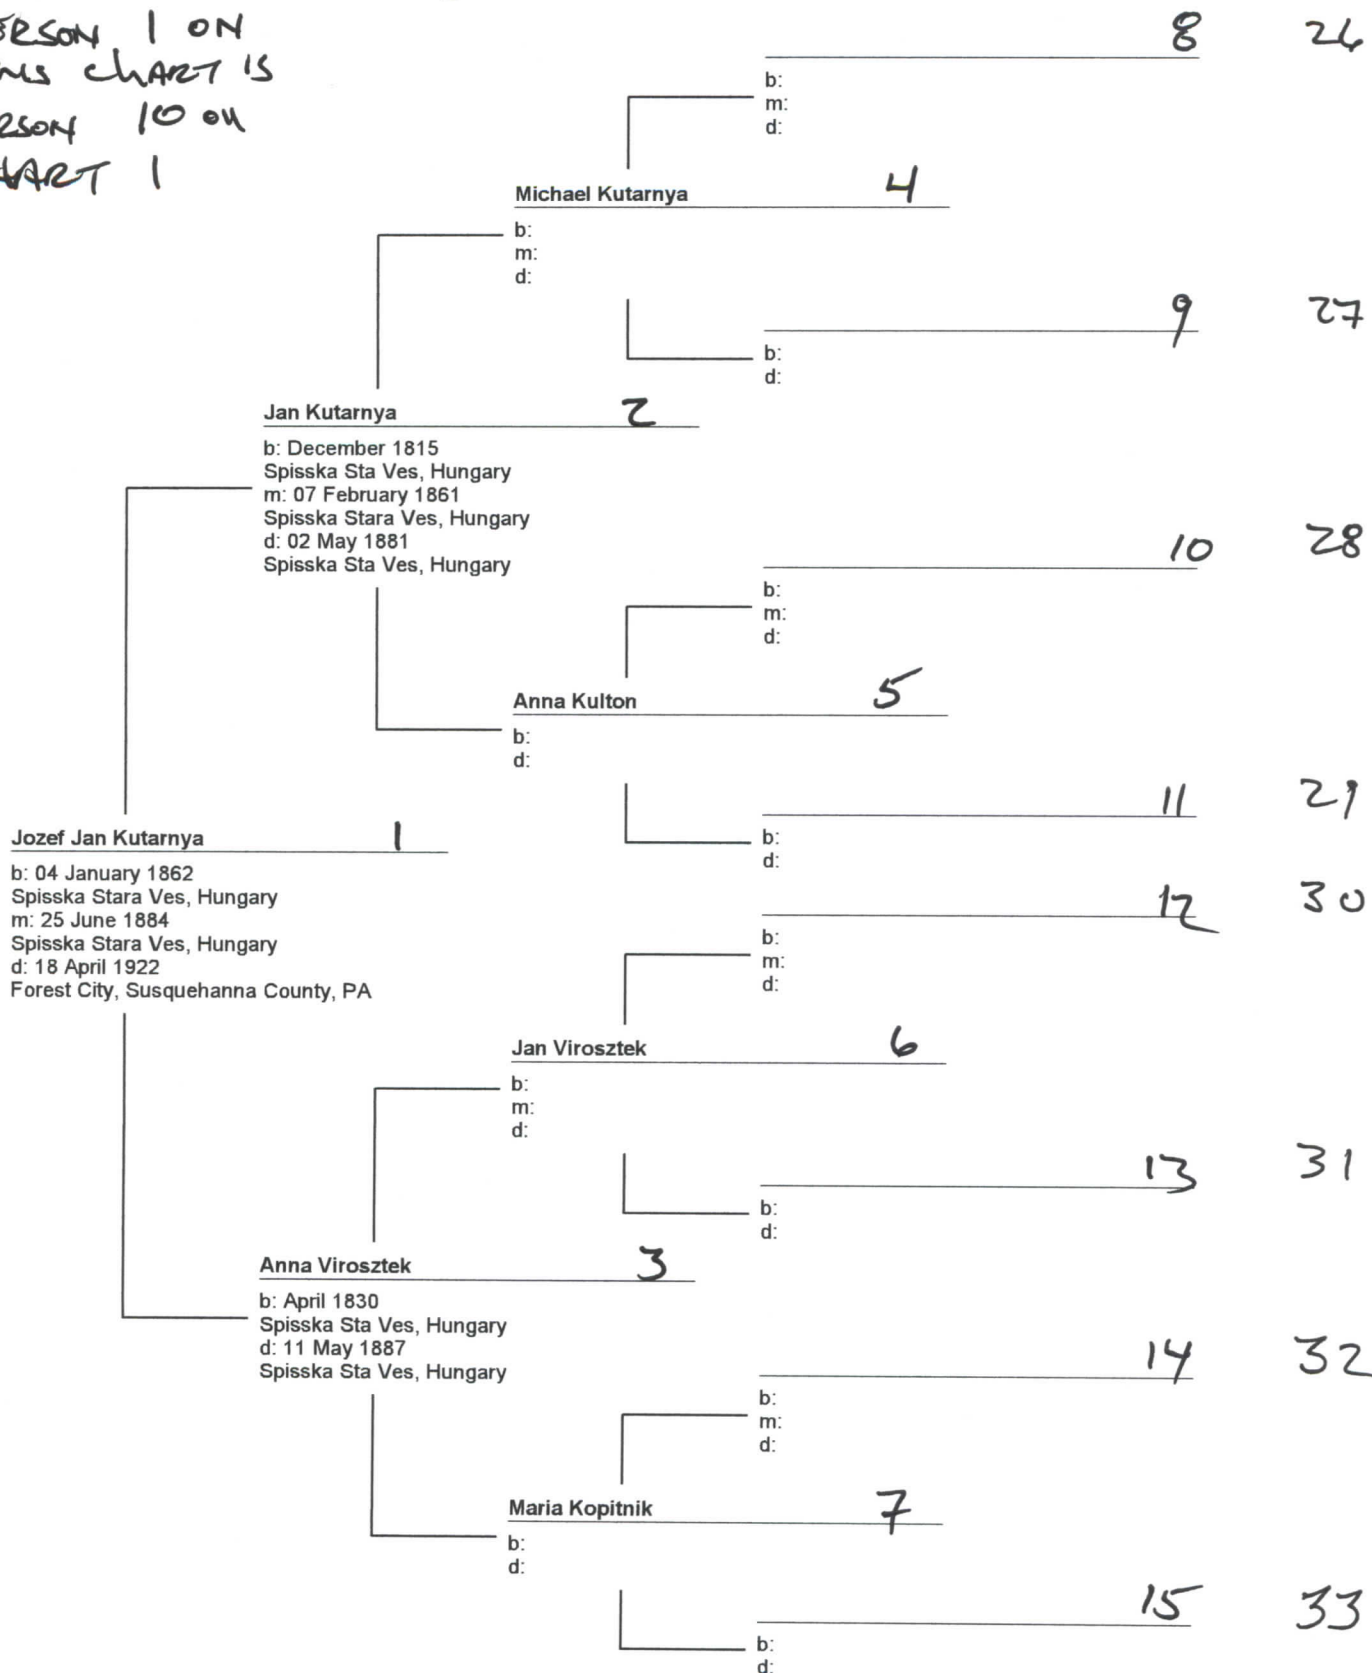 PERSON 1 ON
THIS CHART IS
PERSON 10 ON
CHART 1
8 26
b:
m:
d:
Michael Kutarnya 4
b:
m:
d:
9 27
b:
d:
Jan Kutarnya 2
b: December 1815
Spisska Sta Ves, Hungary
m: 07 February 1861
Spisska Stara Ves, Hungary
d: 02 May 1881
Spisska Sta Ves, Hungary
10 28
b:
m:
d:
Anna Kulton 5
b:
d:
11 29
b:
d:
Jozef Jan Kutarnya 1
b: 04 January 1862
Spisska Stara Ves, Hungary
m: 25 June 1884
Spisska Stara Ves, Hungary
d: 18 April 1922
Forest City, Susquehanna County, PA
12 30
b:
m:
d:
Jan Virosztek 6
b:
m:
d:
13 31
b:
d:
Anna Virosztek 3
b: April 1830
Spisska Sta Ves, Hungary
d: 11 May 1887
Spisska Sta Ves, Hungary
14 32
b:
m:
d:
Maria Kopitnik 7
b:
d:
15 33
b:
d: